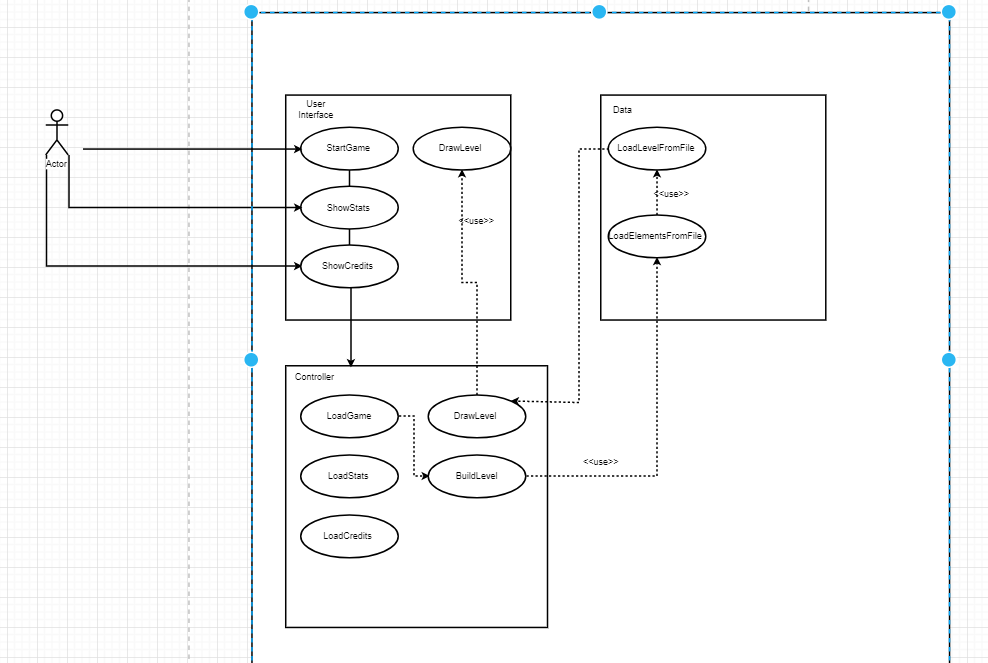 Actor
User
Interface
StartGame
DrawLevel
ShowStats
<<use>>
ShowCredits
Data
LoadLevelFromFile
<<use>>
LoadElementsFromFile
Controller
LoadGame
DrawLevel
LoadStats
BuildLevel
<<use>>
LoadCredits